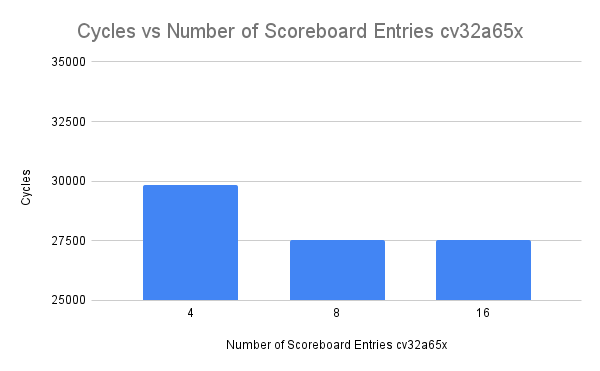 Cycles vs Number of Scoreboard Entries cv32a65x
35000
32500
30000
27500
25000
Cycles
4 8 16
Number of Scoreboard Entries cv32a65x